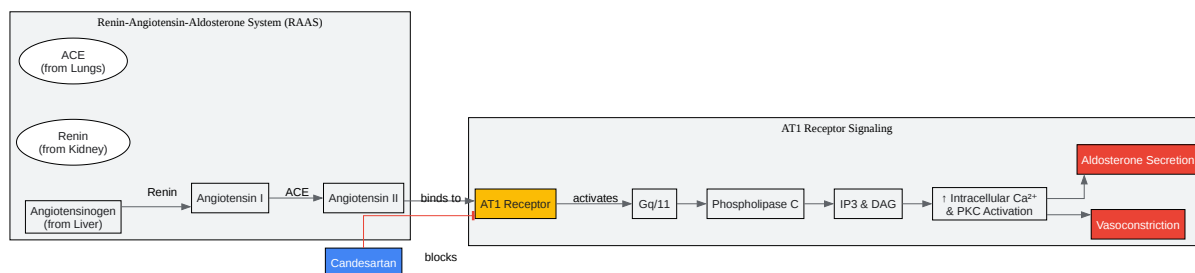 Renin-Angiotensin-Aldosterone System (RAAS)
ACE
(from Lungs)
Renin
(from Kidney)
Angiotensinogen
(from Liver)
Renin
Angiotensin I
ACE
Angiotensin II
binds to
Candesartan
blocks
AT1 Receptor Signaling
AT1 Receptor
activates
Gq/11
Phospholipase C
IP3 & DAG
↑ Intracellular Ca²⁺
& PKC Activation
Aldosterone Secretion
Vasoconstriction